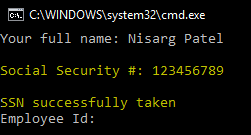 C:\WINDOWS\system32\cmd.exe
Your full name: Nisarg Patel
Social Security #: 123456789
SSN successfully taken
Employee Id: